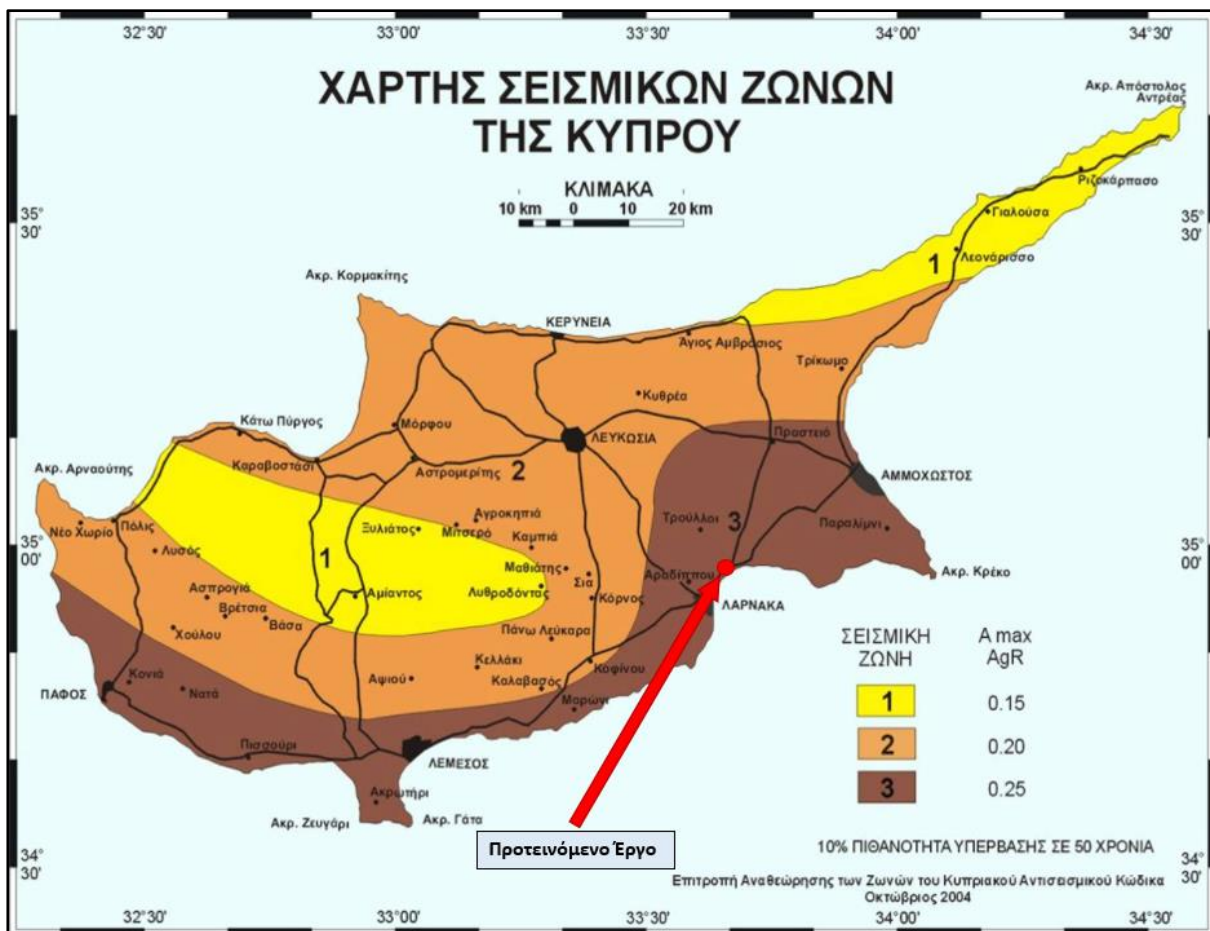 32°30' 33°00' 33°30' 34°00' 34°30'
ΧΑΡΤΗΣ ΣΕΙΣΜΙΚΩΝ ΖΩΝΩΝ
ΤΗΣ ΚΥΠΡΟΥ
Ακρ. Απόστολος
Αντρέας
ΚΛΙΜΑΚΑ
10 km 0 10 20 km
Ριζοκάρπασο
Γιαλούσα
35°
30'
35°
30'
Λεονάρισσο
1
Ακρ. Κορμακίτης
ΚΕΡΥΝΕΙΑ
Άγιος Αμβρόσιος
Τρίκωμο
Κυθρέα
Κάτω Πύργος
Μόρφου
ΛΕΥΚΩΣΙΑ
Πραστειό
Ακρ. Αρναούτης
Καραβοστάσι
Αστρομερίτης
2
ΑΜΜΟΧΩΣΤΟΣ
Νέο Χωρίο
Πόλις
Ξυλιάτος
Αγροκηπιά
Μιτσερό
Καμπιά
Τρούλλοι
3
Παραλίμνι
35°
00'
35°
00'
Λυσός
1
Μαθιάτης
Σια
Αραδίππου
Ακρ. Κρέκο
Ασπρογιά
Αμίαντος
Λυθροδόντας
Κόρνος
ΛΑΡΝΑΚΑ
Βρέτσια
Βάσα
Χούλου
Πάνω Λεύκαρα
Κελλάκι
Κοφίνου
Κονιά
Νατά
Αψιού
Καλαβασός
Μορώνι
ΠΑΦΟΣ
Πισσούρι
ΛΕΜΕΣΟΣ
Ακρωτήρι
Ακρ. Ζευγάρι
Ακρ. Γάτα
ΣΕΙΣΜΙΚΗ A max
ΖΩΝΗ AgR
1 0.15
2 0.20
3 0.25
Προτεινόμενο Έργο
10% ΠΙΘΑΝΟΤΗΤΑ ΥΠΕΡΒΑΣΗΣ ΣΕ 50 ΧΡΟΝΙΑ
34°
30'
34°
30'
Επιτροπή Αναθεώρησης των Ζωνών του Κυπριακού Αντισεισμικού Κώδικα
Οκτώβριος 2004
32°30' 33°00' 33°30' 34°00' 34°30'